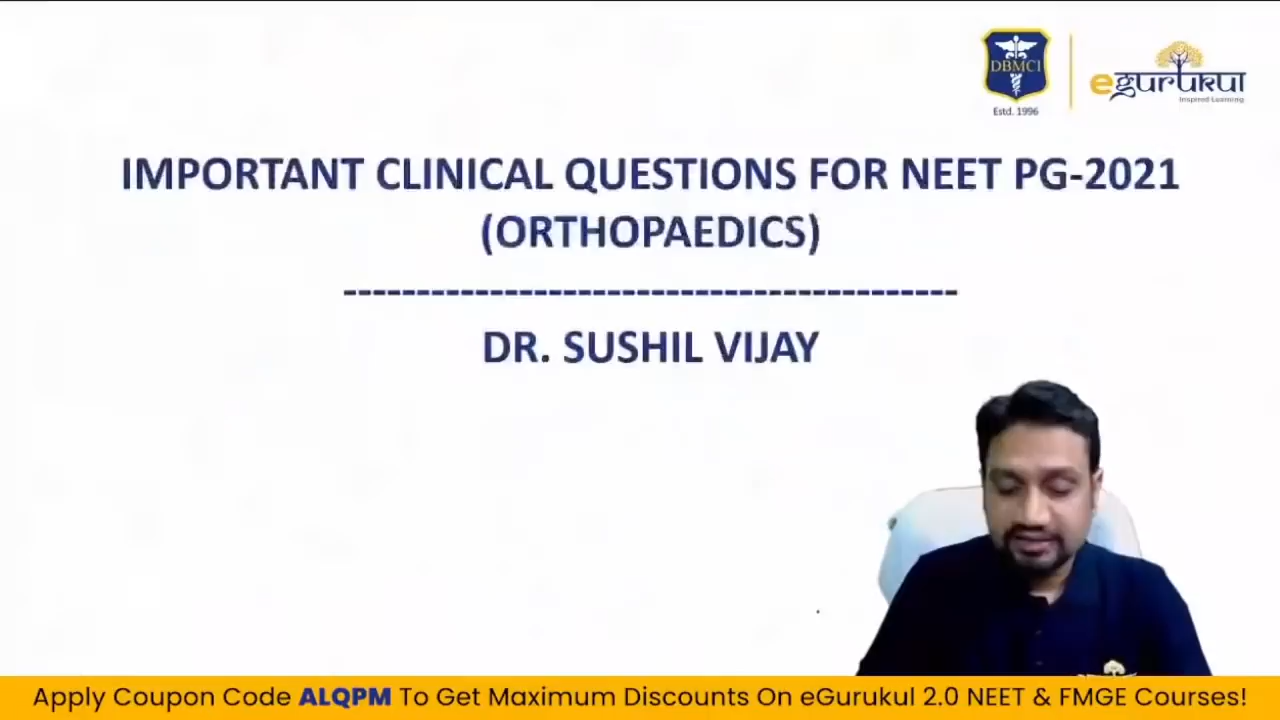 DBMCI
Estd. 1996
egurukul
Inspired Learning
IMPORTANT CLINICAL QUESTIONS FOR NEET PG-2021
(ORTHOPAEDICS)
------------------------------------------
DR. SUSHIL VIJAY
Apply Coupon Code ALQPM To Get Maximum Discounts On eGurukul 2.0 NEET & FMGE Courses!